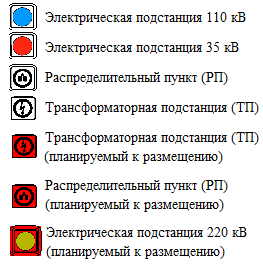 Электрическая подстанция 110 кВ
Электрическая подстанция 35 кВ
Распределительный пункт (РП)
Трансформаторная подстанция (ТП)
Трансформаторная подстанция (ТП)
(планируемый к размещению)
Распределительный пункт (РП)
(планируемый к размещению)
Электрическая подстанция 220 кВ
(планируемый к размещению)